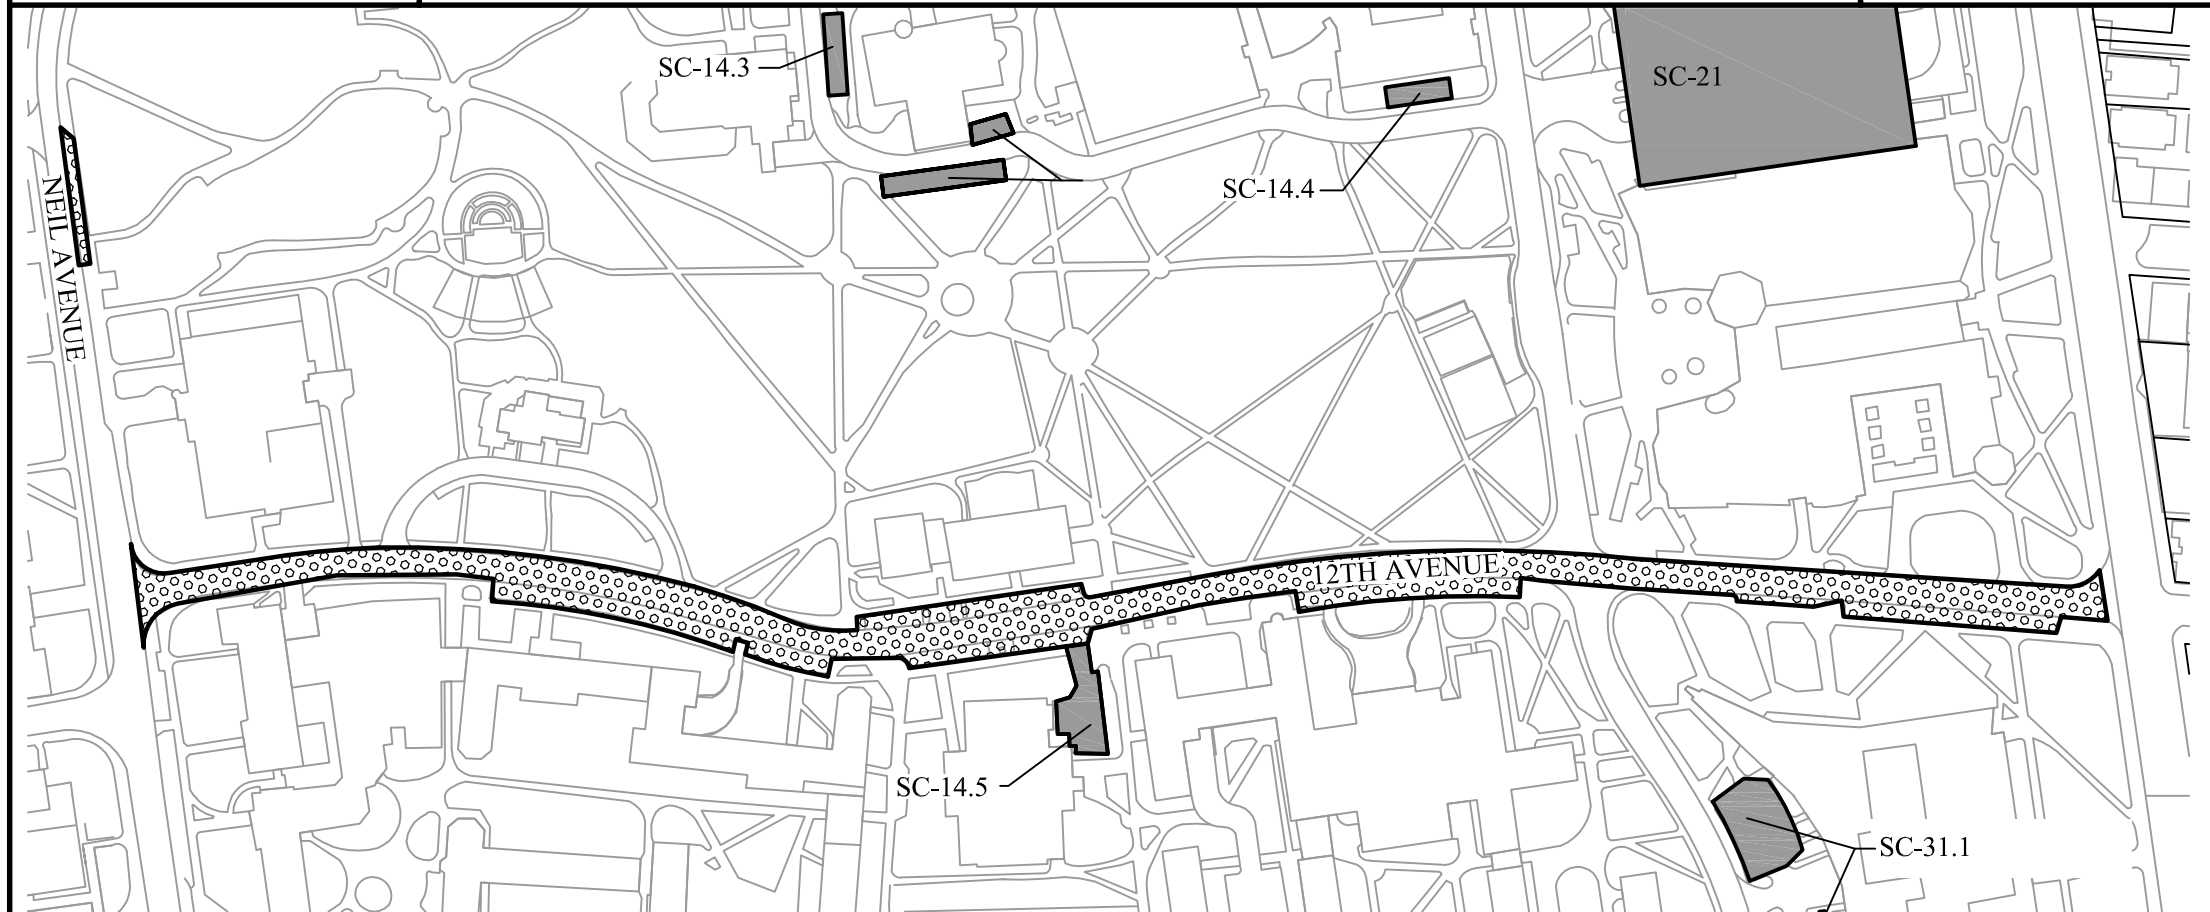 SC-14.3
SC-21
SC-14.4
NEIL AVENUE
12TH AVENUE
SC-14.5
SC-31.1